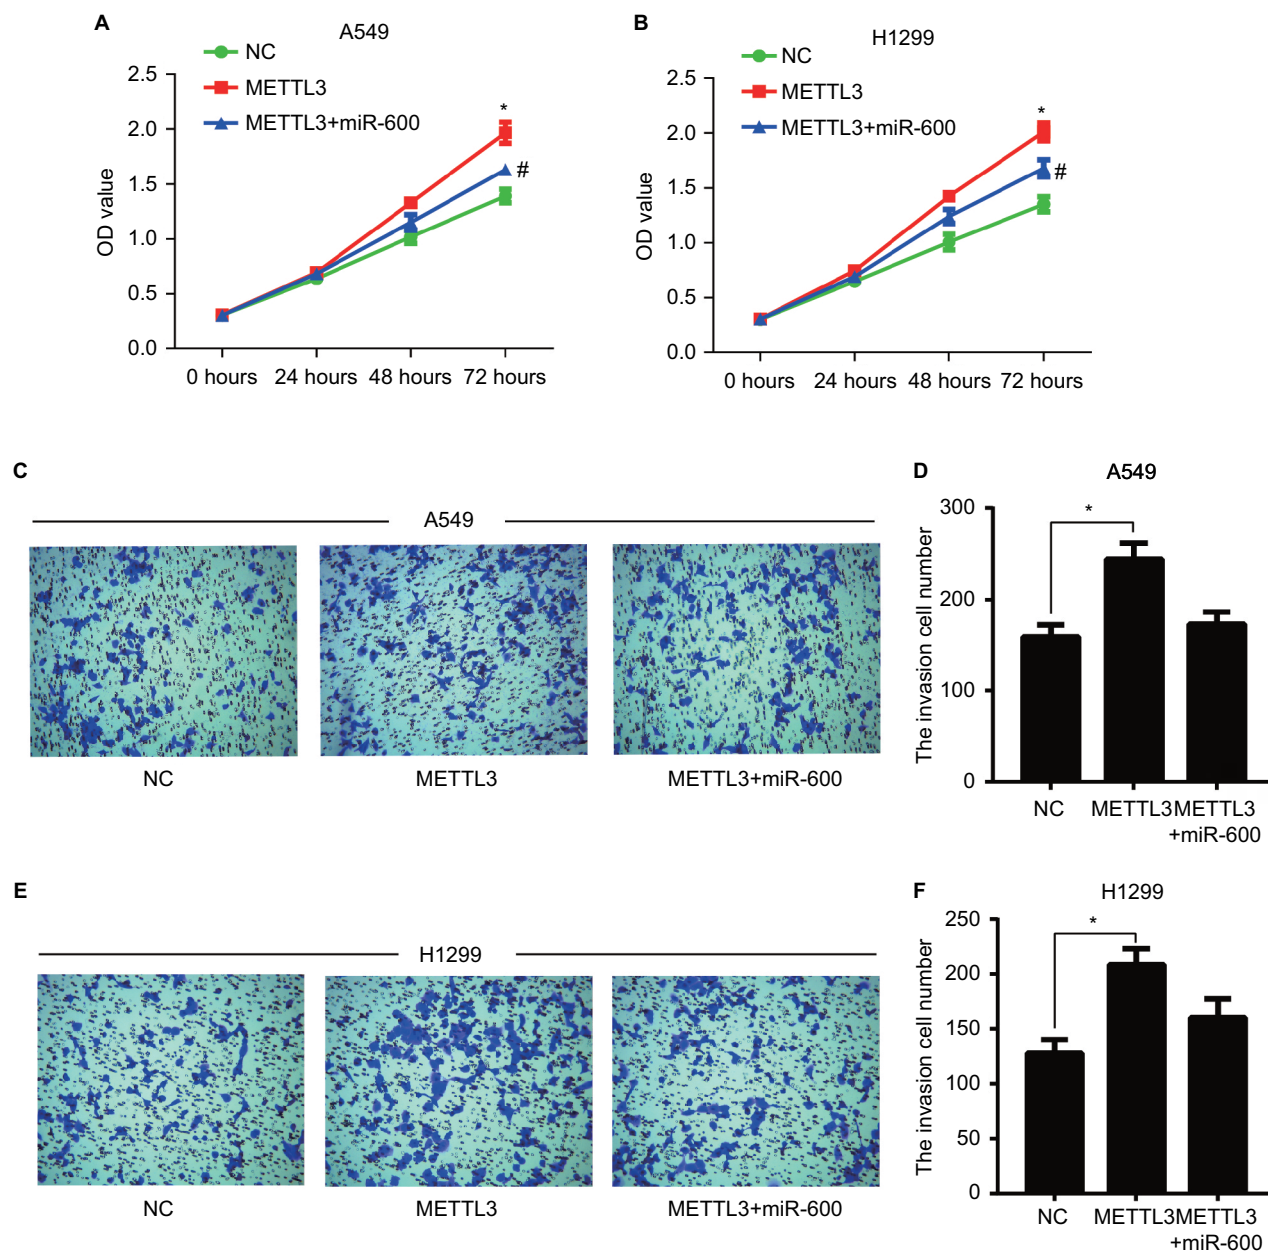 A
A549
NC
METTL3
METTL3+miR-600
*
#
OD value
2.5
2.0
1.5
1.0
0.5
0.0
0 hours
24 hours
48 hours
72 hours
B
H1299
NC
METTL3
METTL3+miR-600
*
#
OD value
2.5
2.0
1.5
1.0
0.5
0.0
0 hours
24 hours
48 hours
72 hours
C
A549
NC
METTL3
METTL3+miR-600
D
A549
*
The invasion cell number
300
200
100
0
NC
METTL3
METTL3
+miR-600
E
H1299
NC
METTL3
METTL3+miR-600
F
H1299
*
The invasion cell number
250
200
150
100
50
0
NC
METTL3
METTL3
+miR-600